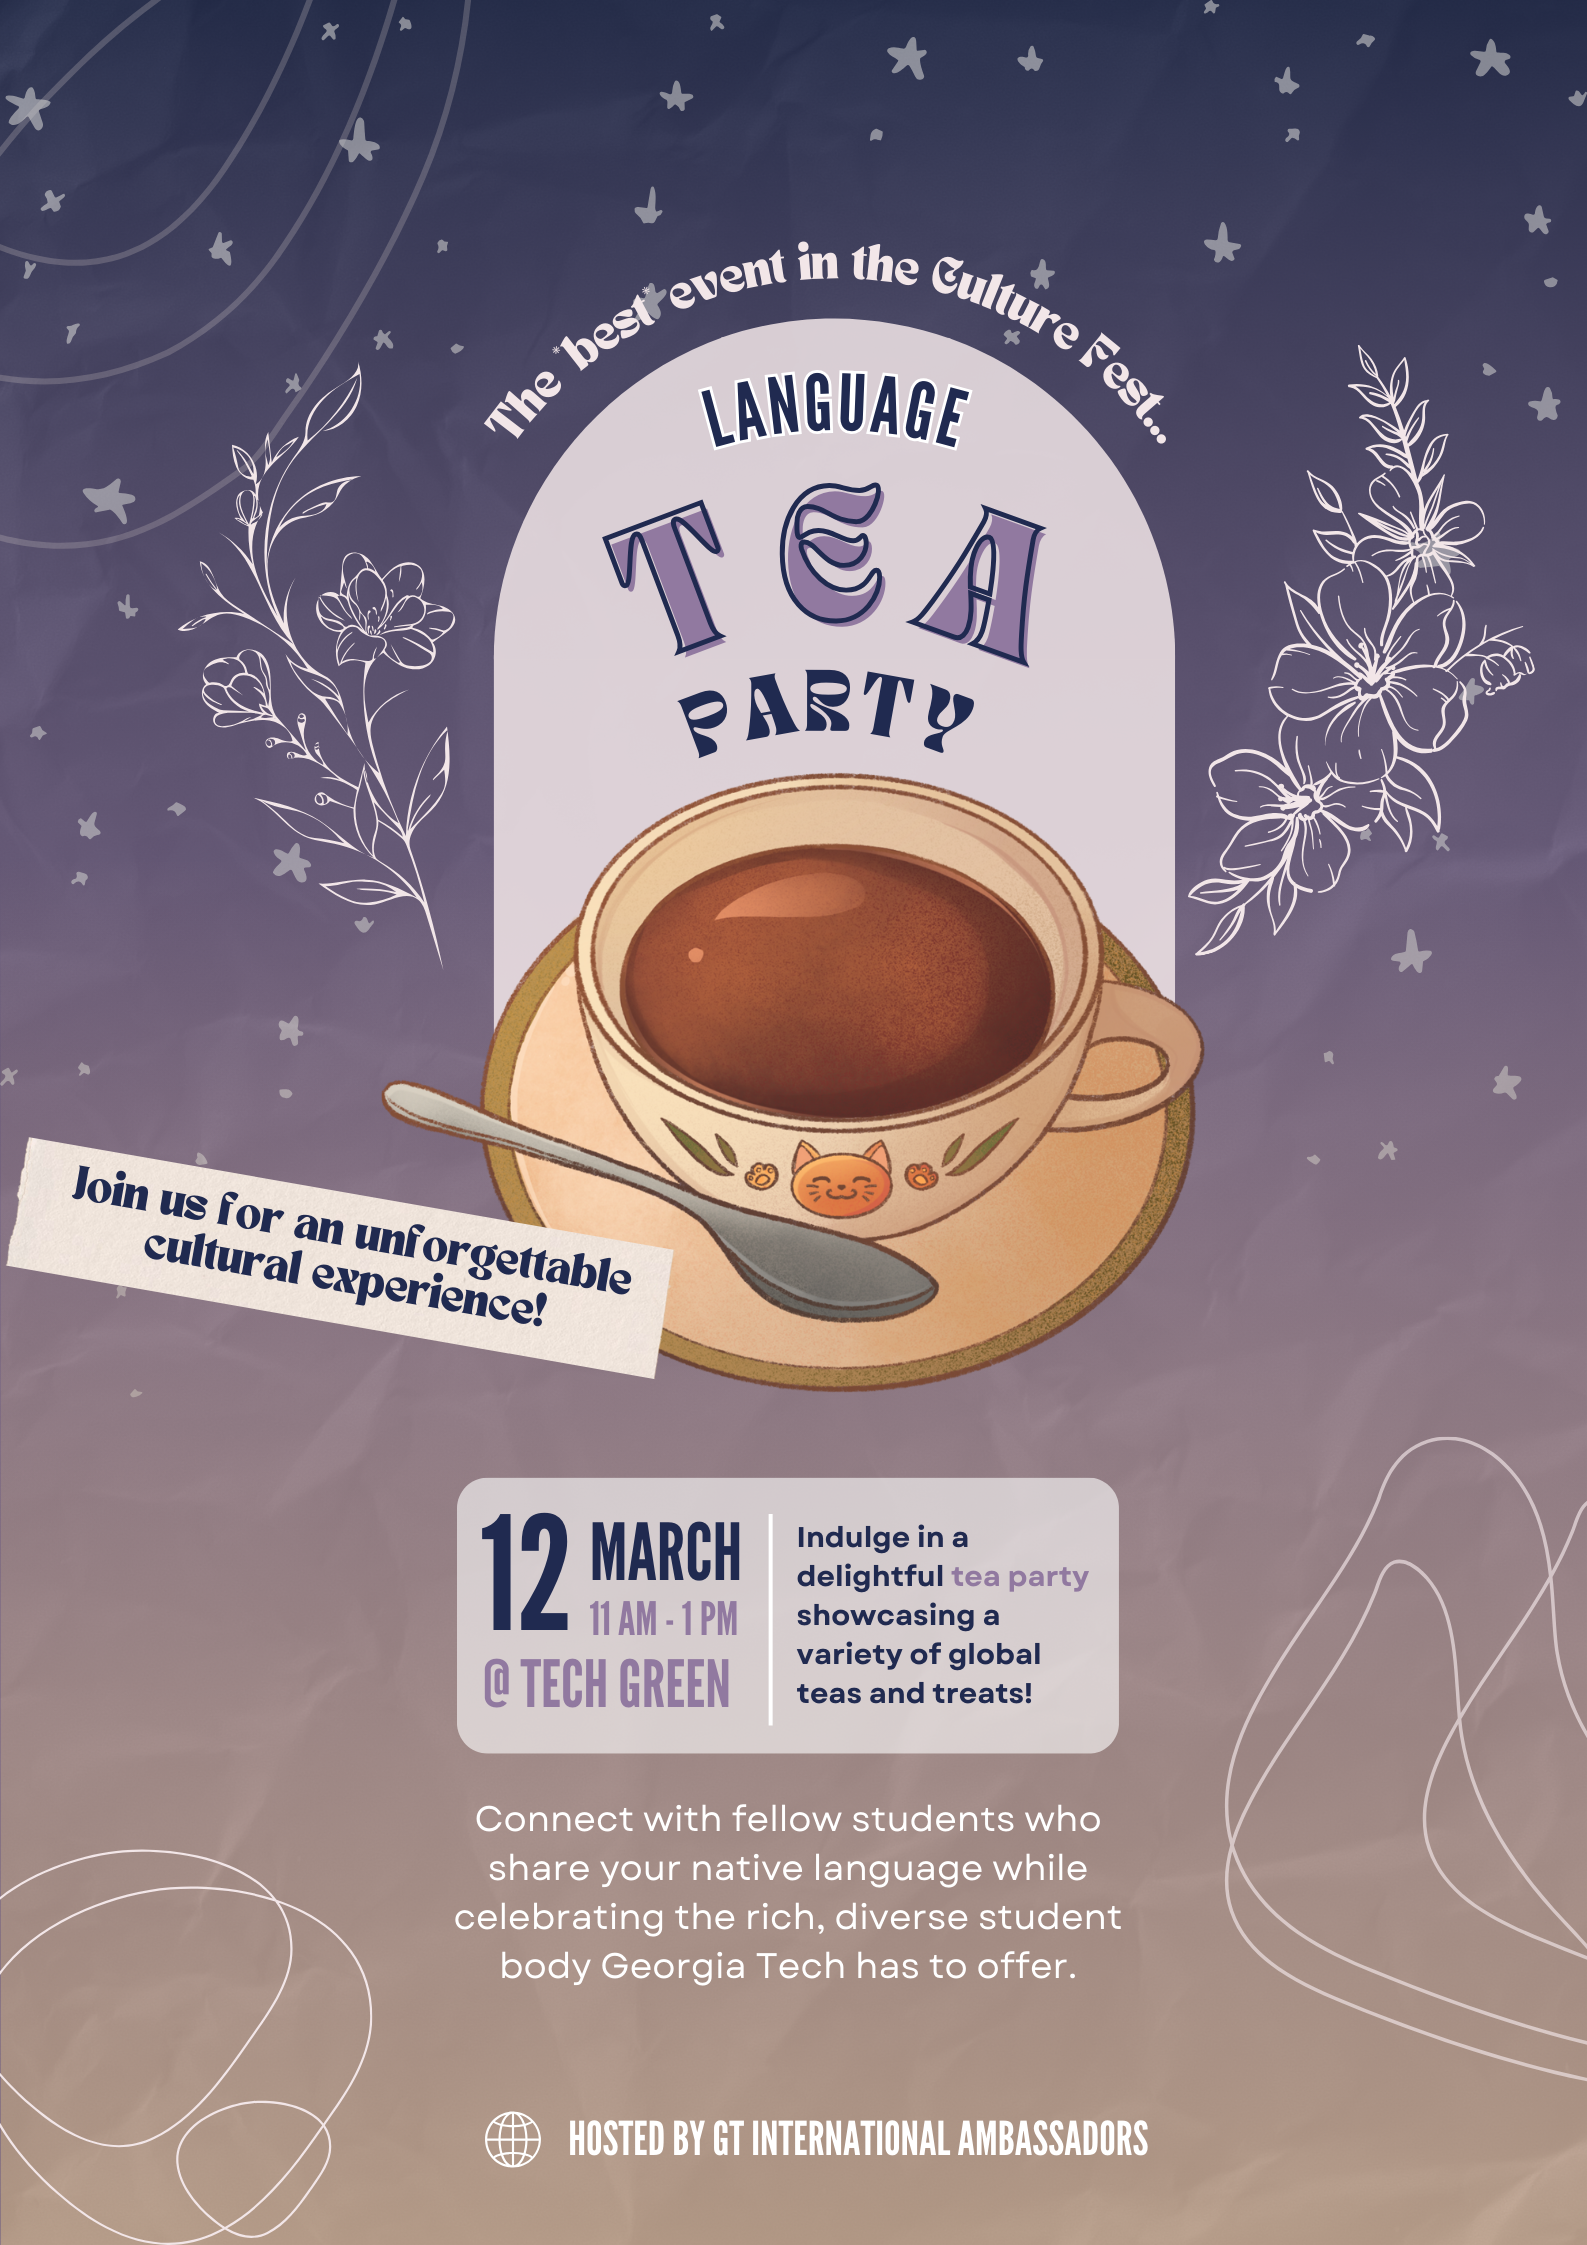 The *best* event in the Culture Fest...
LANGUAGE
TEA
PARTY
Join us for an unforgettable
cultural experience!
12 MARCH
11 AM - 1 PM
@ TECH GREEN
Indulge in a
delightful tea party
showcasing a
variety of global
teas and treats!
Connect with fellow students who
share your native language while
celebrating the rich, diverse student
body Georgia Tech has to offer.
HOSTED BY GT INTERNATIONAL AMBASSADORS